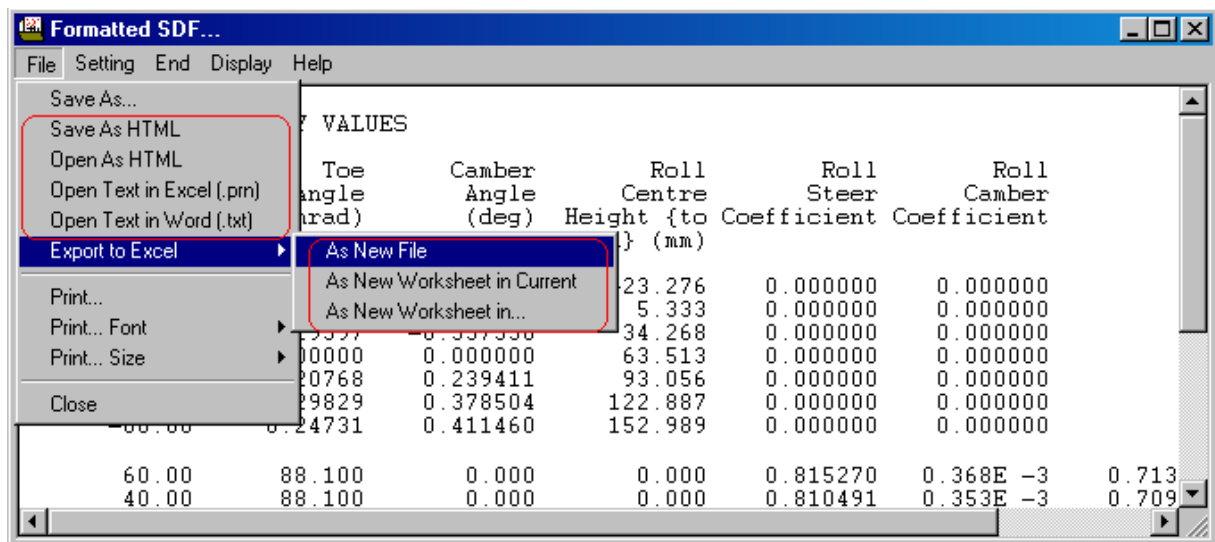 Formatted SDF...
File Setting End Display Help
Save As...
Save As HTML
Open As HTML
Open Text in Excel (.prn)
Open Text in Word (.txt)
Export to Excel
Print...
Print... Font
Print... Size
Close
As New File
As New Worksheet in Current
As New Worksheet in...
VALUES
Toe Camber Roll Roll Roll
Angle Angle Centre Steer Camber
(deg) Height {to Coefficient Coefficient
} (mm)
23.276 0.000000 0.000000
5.333 0.000000 0.000000
34.268 0.000000 0.000000
00000 0.000000 63.513 0.000000 0.000000
20768 0.239411 93.056 0.000000 0.000000
29829 0.378504 122.887 0.000000 0.000000
0.24731 0.411460 152.989 0.000000 0.000000
60.00 88.100 0.000 0.000 0.815270 0.368E -3 0.713
40.00 88.100 0.000 0.000 0.810491 0.353E -3 0.709